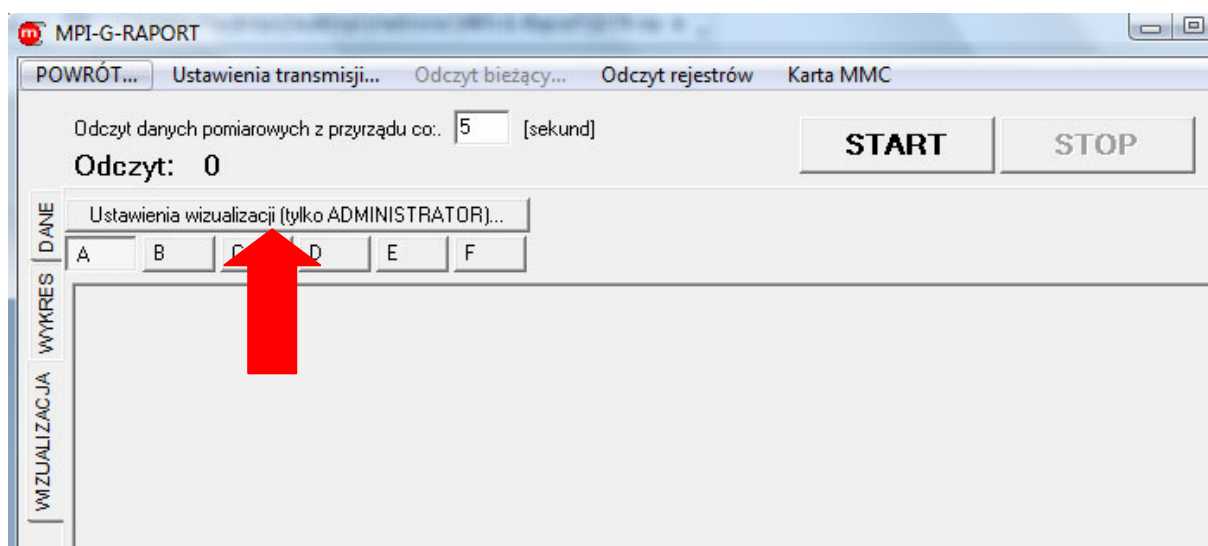 MPI-G-RAPORT
POWRÓT... Ustawienia transmisji... Odczyt bieżący... Odczyt rejestrów Karta MMC
Odczyt danych pomiarowych z przyrządu co:. 5 [sekund]
START STOP
Odczyt: 0
Ustawienia wizualizacji (tylko ADMINISTRATOR)...
A B C D E F
DANE
WYKRES
WIZUALIZACJA